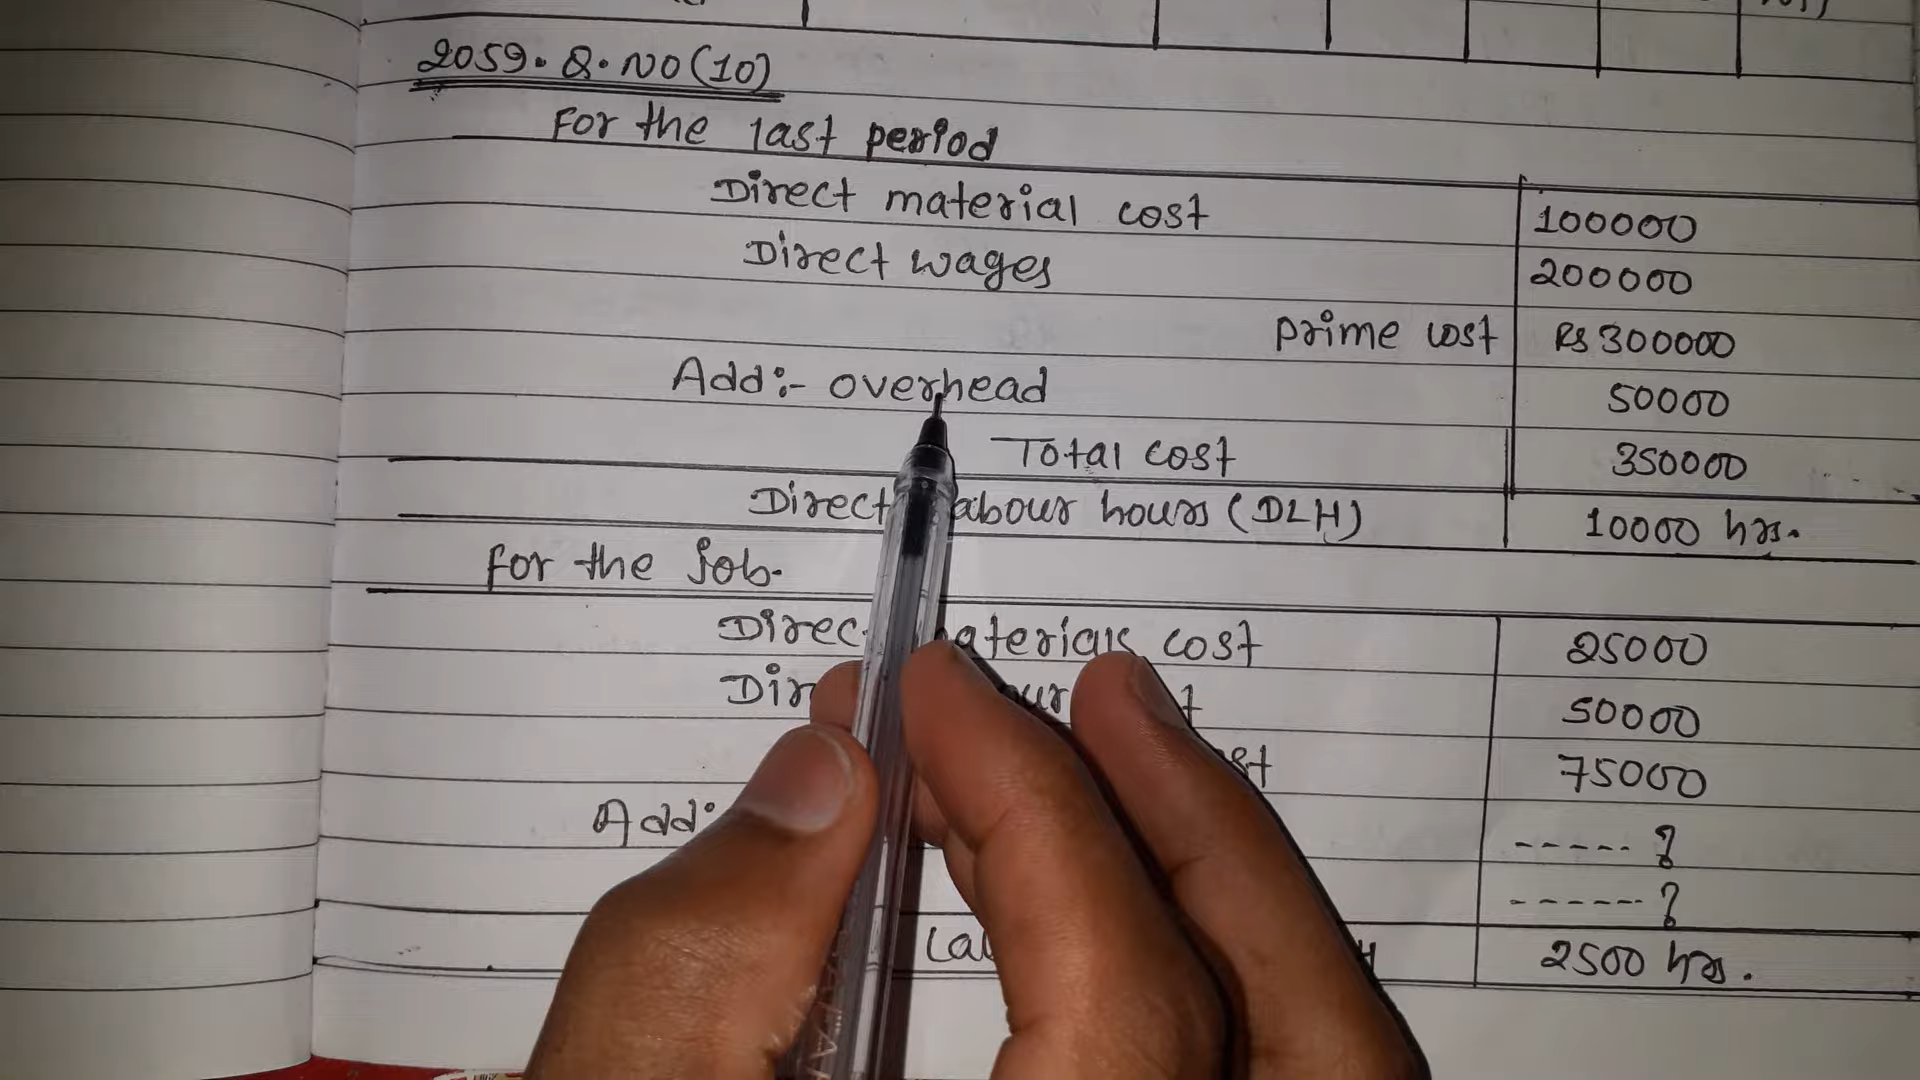 2059. Q. NO (10)
For the last period
Direct material cost 100000
Direct wages 200000
prime cost Rs 300000
Add:- overhead 50000
Total cost 350000
Direct labour hours (DLH) 10000 hrs.
for the job.
Direct materials cost 25000
50000
75000
Add: ----- ?
------ ?
2500 hrs.